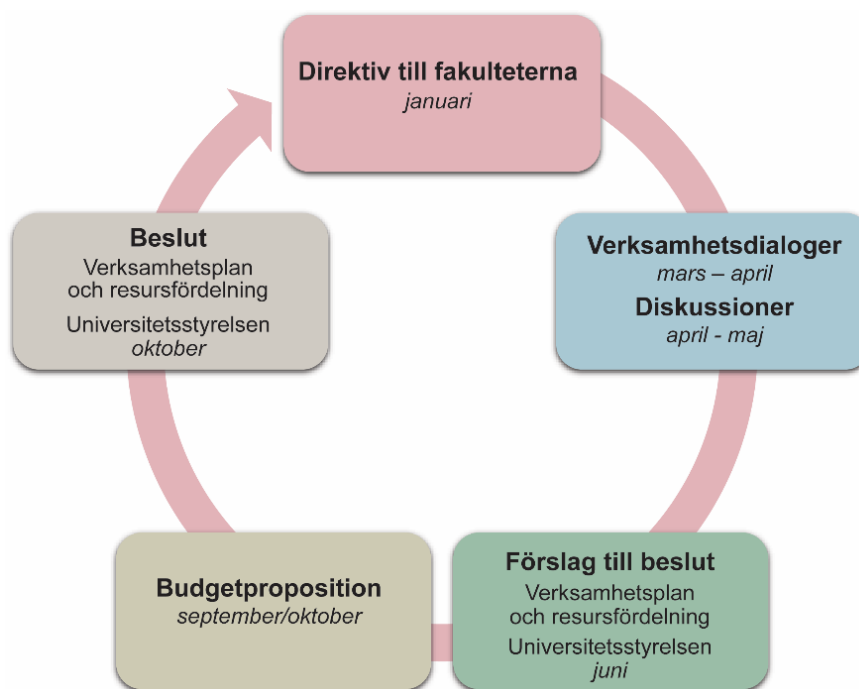 Direktiv till fakulteterna
januari
Verksamhetsdialoger
mars – april
Diskussioner
april - maj
Förslag till beslut
Verksamhetsplan
och resursfördelning
Universitetsstyrelsen
juni
Budgetproposition
september/oktober
Beslut
Verksamhetsplan
och resursfördelning
Universitetsstyrelsen
oktober